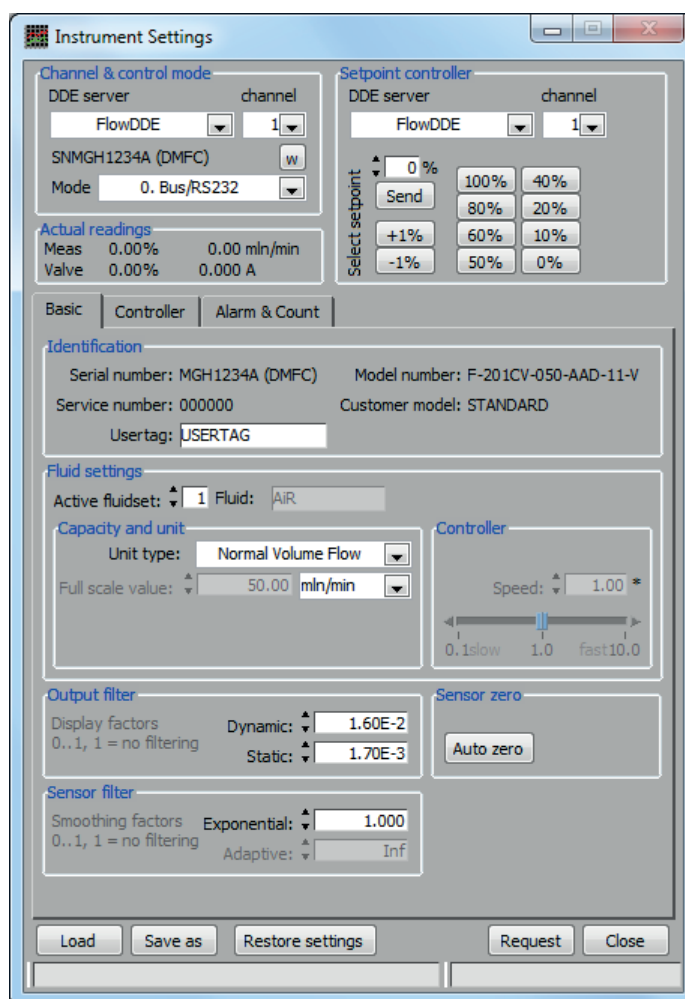 Instrument Settings
Channel & control mode
DDE server channel
FlowDDE 1
SNMGH1234A (DMFC) w
Mode 0. Bus/RS232
Actual readings
Meas 0.00% 0.00 mln/min
Valve 0.00% 0.000 A
Setpoint controller
DDE server channel
FlowDDE 1
Select setpoint
0 %
Send
+1%
-1%
100% 40%
80% 20%
60% 10%
50% 0%
Basic Controller Alarm & Count
Identification
Serial number: MGH1234A (DMFC) Model number: F-201CV-050-AAD-11-V
Service number: 000000 Customer model: STANDARD
Usertag: USERTAG
Fluid settings
Active fluidset: 1 Fluid: AiR
Capacity and unit
Unit type: Normal Volume Flow
Full scale value: 50.00 mln/min
Controller
Speed: 1.00 *
0.1slow 1.0 fast10.0
Output filter
Display factors
0..1, 1 = no filtering
Dynamic: 1.60E-2
Static: 1.70E-3
Sensor zero
Auto zero
Sensor filter
Smoothing factors
0..1, 1 = no filtering
Exponential: 1.000
Adaptive: Inf
Load Save as Restore settings Request Close